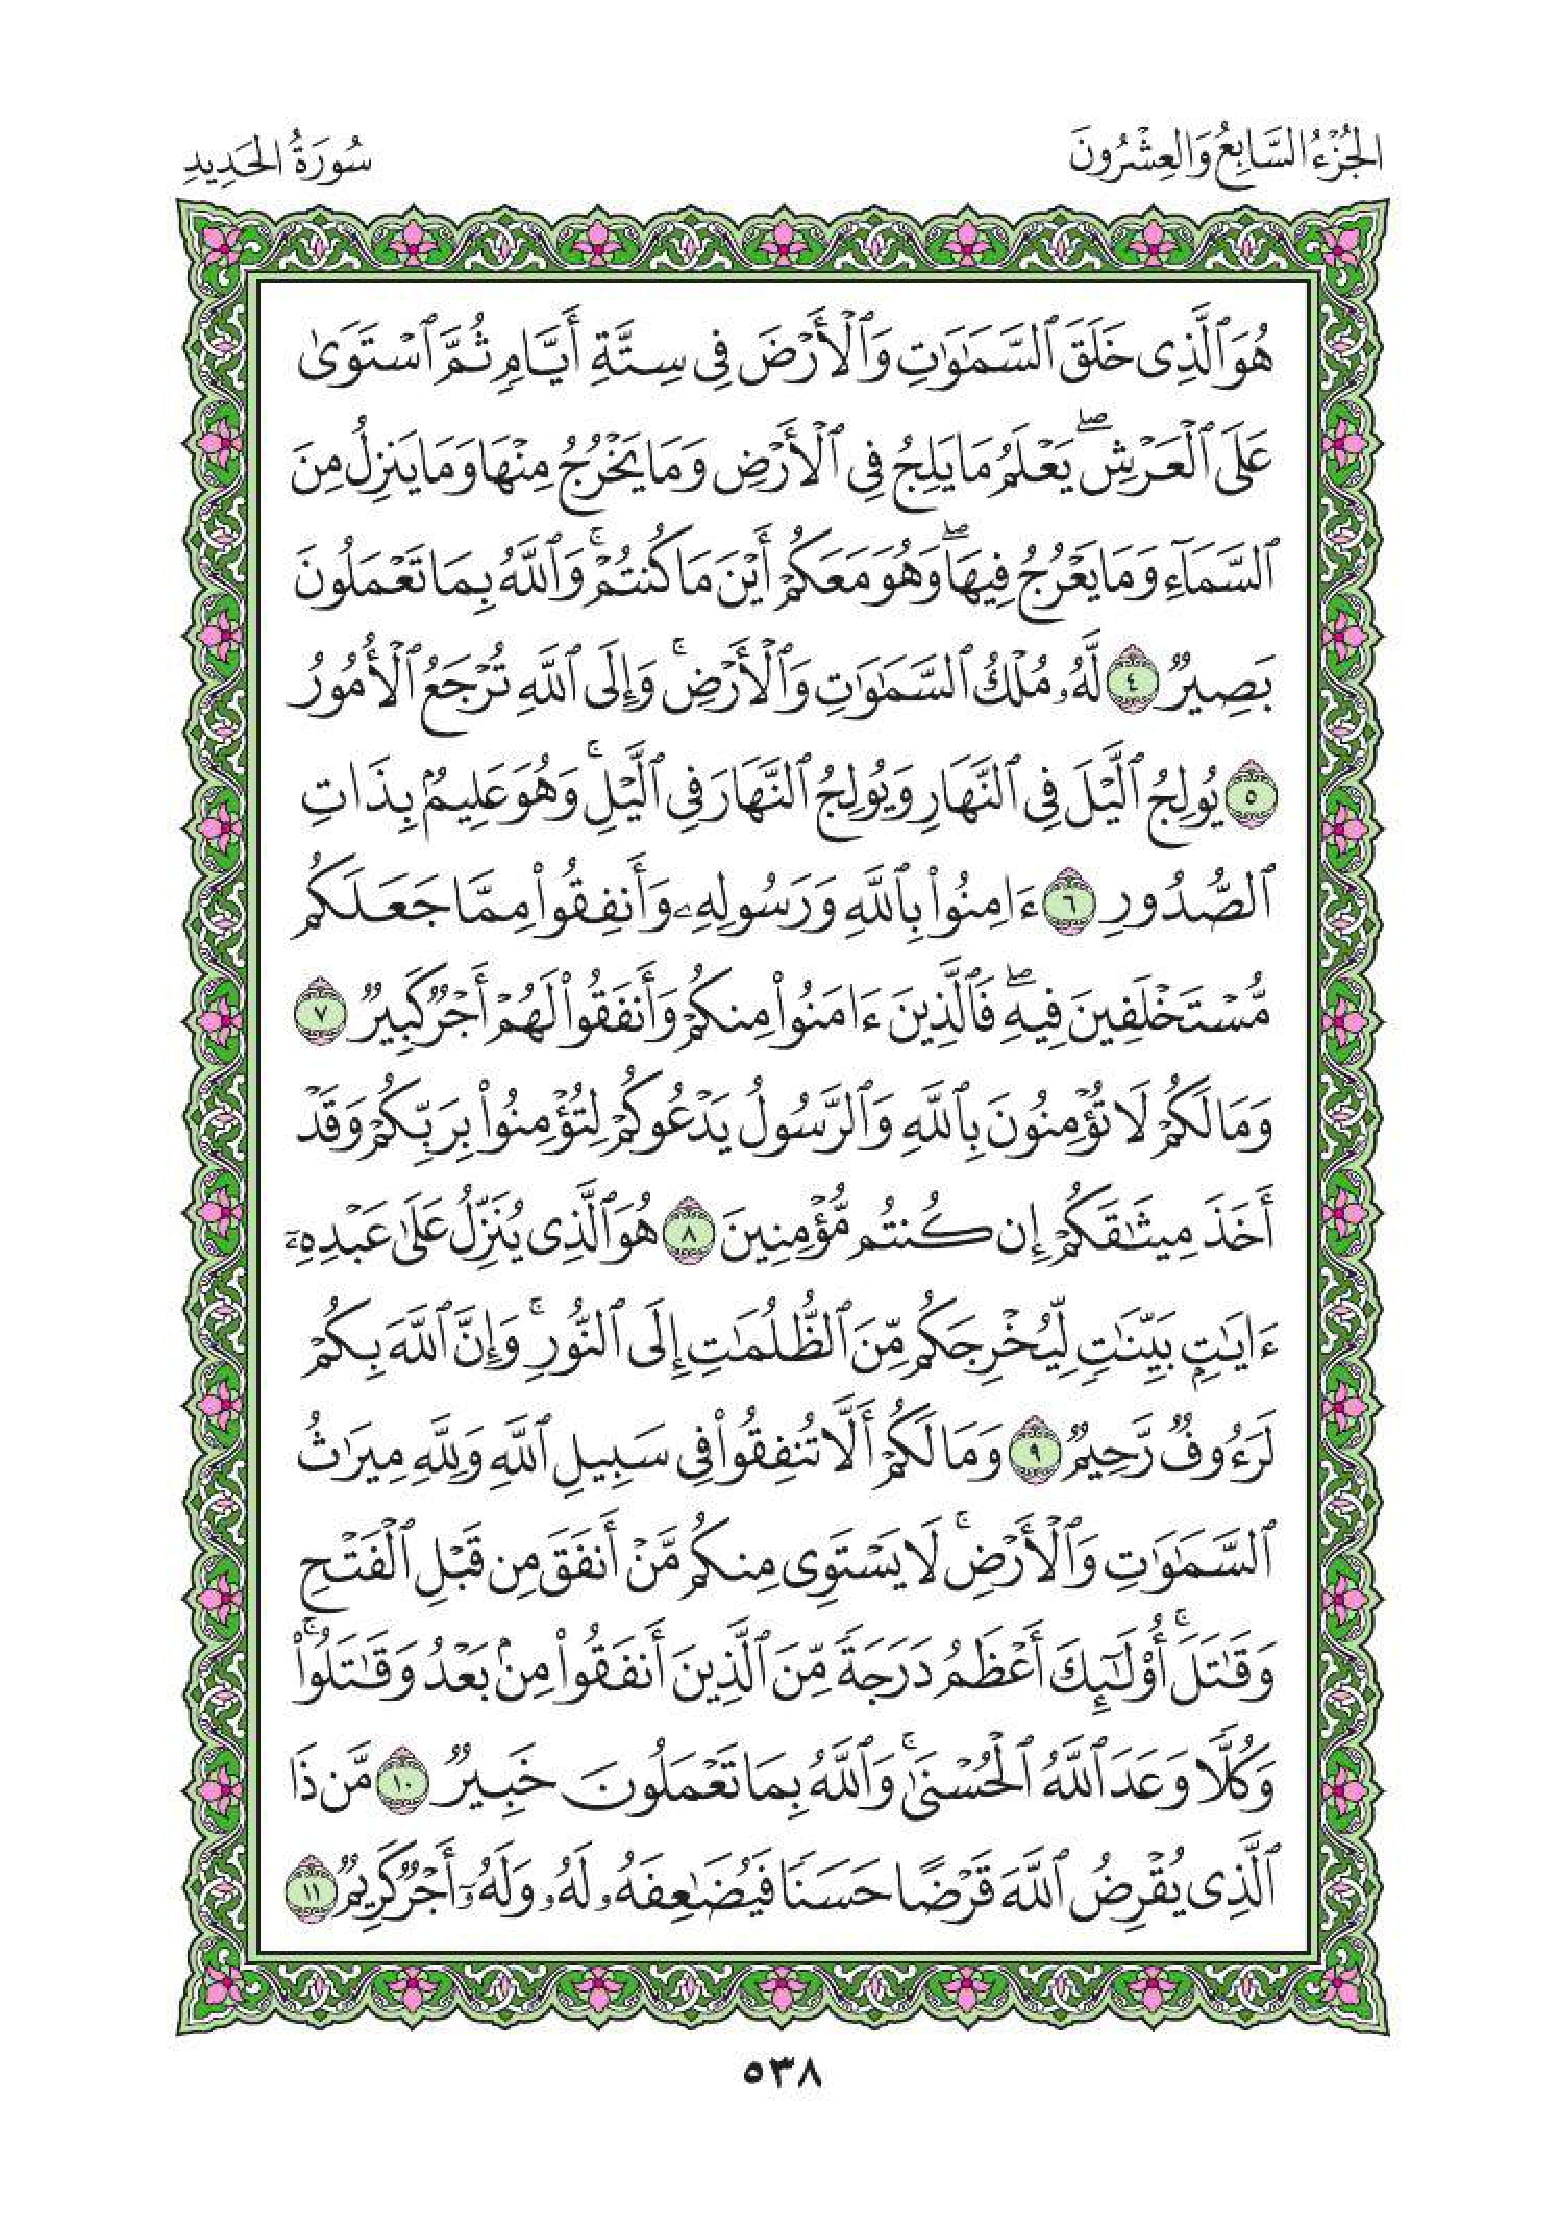 الجُزْءُ السَّابِعُ وَالعِشْرُونَ
سُورَةُ الحَدِيدِ
هُوَ ٱلَّذِى خَلَقَ ٱلسَّمَٰوَٰتِ وَٱلْأَرْضَ فِى سِتَّةِ أَيَّامٍ ثُمَّ ٱسْتَوَىٰ
عَلَى ٱلْعَرْشِۖ يَعْلَمُ مَا يَلِجُ فِى ٱلْأَرْضِ وَمَا يَخْرُجُ مِنْهَا وَمَا يَنزِلُ مِنَ
ٱلسَّمَآءِ وَمَا يَعْرُجُ فِيهَاۖ وَهُوَ مَعَكُمْ أَيْنَ مَا كُنتُمْۚ وَٱللَّهُ بِمَا تَعْمَلُونَ
بَصِيرٌ ٤ لَّهُۥ مُلْكُ ٱلسَّمَٰوَٰتِ وَٱلْأَرْضِۚ وَإِلَى ٱللَّهِ تُرْجَعُ ٱلْأُمُورُ
٥ يُولِجُ ٱلَّيْلَ فِى ٱلنَّهَارِ وَيُولِجُ ٱلنَّهَارَ فِى ٱلَّيْلِۚ وَهُوَ عَلِيمٌۢ بِذَاتِ
ٱلصُّدُورِ ٦ ءَامِنُوا۟ بِٱللَّهِ وَرَسُولِهِۦ وَأَنفِقُوا۟ مِمَّا جَعَلَكُم
مُّسْتَخْلَفِينَ فِيهِۖ فَٱلَّذِينَ ءَامَنُوا۟ مِنكُمْ وَأَنفَقُوا۟ لَهُمْ أَجْرٌ كَبِيرٌ ٧
وَمَا لَكُمْ لَا تُؤْمِنُونَ بِٱللَّهِ وَٱلرَّسُولُ يَدْعُوكُمْ لِتُؤْمِنُوا۟ بِرَبِّكُمْ وَقَدْ
أَخَذَ مِيثَٰقَكُمْ إِن كُنتُم مُّؤْمِنِينَ ٨ هُوَ ٱلَّذِى يُنَزِّلُ عَلَىٰ عَبْدِهِۦٓ
ءَايَٰتٍۭ بَيِّنَٰتٍ لِّيُخْرِجَكُم مِّنَ ٱلظُّلُمَٰتِ إِلَى ٱلنُّورِۚ وَإِنَّ ٱللَّهَ بِكُمْ
لَرَءُوفٌ رَّحِيمٌ ٩ وَمَا لَكُمْ أَلَّا تُنفِقُوا۟ فِى سَبِيلِ ٱللَّهِ وَلِلَّهِ مِيرَٰثُ
ٱلسَّمَٰوَٰتِ وَٱلْأَرْضِۚ لَا يَسْتَوِى مِنكُم مَّنْ أَنفَقَ مِن قَبْلِ ٱلْفَتْحِ
وَقَٰتَلَۚ أُو۟لَٰٓئِكَ أَعْظَمُ دَرَجَةً مِّنَ ٱلَّذِينَ أَنفَقُوا۟ مِنۢ بَعْدُ وَقَٰتَلُوا۟ۚ
وَكُلًّا وَعَدَ ٱللَّهُ ٱلْحُسْنَىٰۚ وَٱللَّهُ بِمَا تَعْمَلُونَ خَبِيرٌ ١٠ مَّن ذَا
ٱلَّذِى يُقْرِضُ ٱللَّهَ قَرْضًا حَسَنًا فَيُضَٰعِفَهُۥ لَهُۥ وَلَهُۥٓ أَجْرٌ كَرِيمٌ ١١
٥٣٨